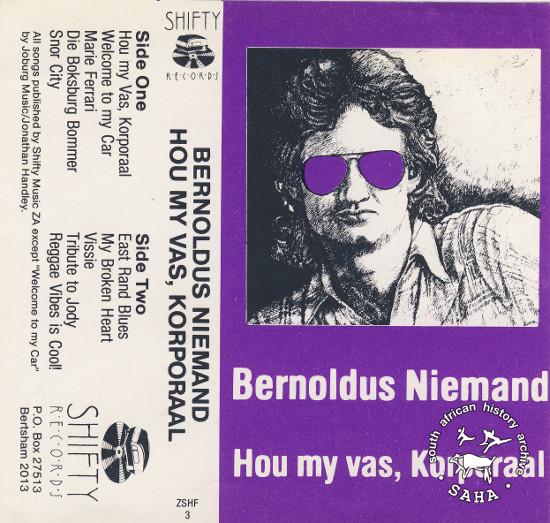 SHIFTY
R·E·C·O·R·D·S
Side One
Hou my Vas, Korporaal
Welcome to my Car
Marie Ferrari
Die Boksburg Bommer
Snor City
Side Two
East Rand Blues
My Broken Heart
Vissie
Tribute to Jody
Reggae Vibes is Cool!
All songs published by Shifty Music ZA except "Welcome to my Car"
by Joburg Music/Jonathan Handley.
SHIFTY
R·E·C·O·R·D·S
P.O. Box 27513
Bertsham 2013
BERNOLDUS NIEMAND
HOU MY VAS, KORPORAAL
ZSHF
3
Bernoldus Niemand
Hou my vas, Korporaal
south african history archive
·SAHA·